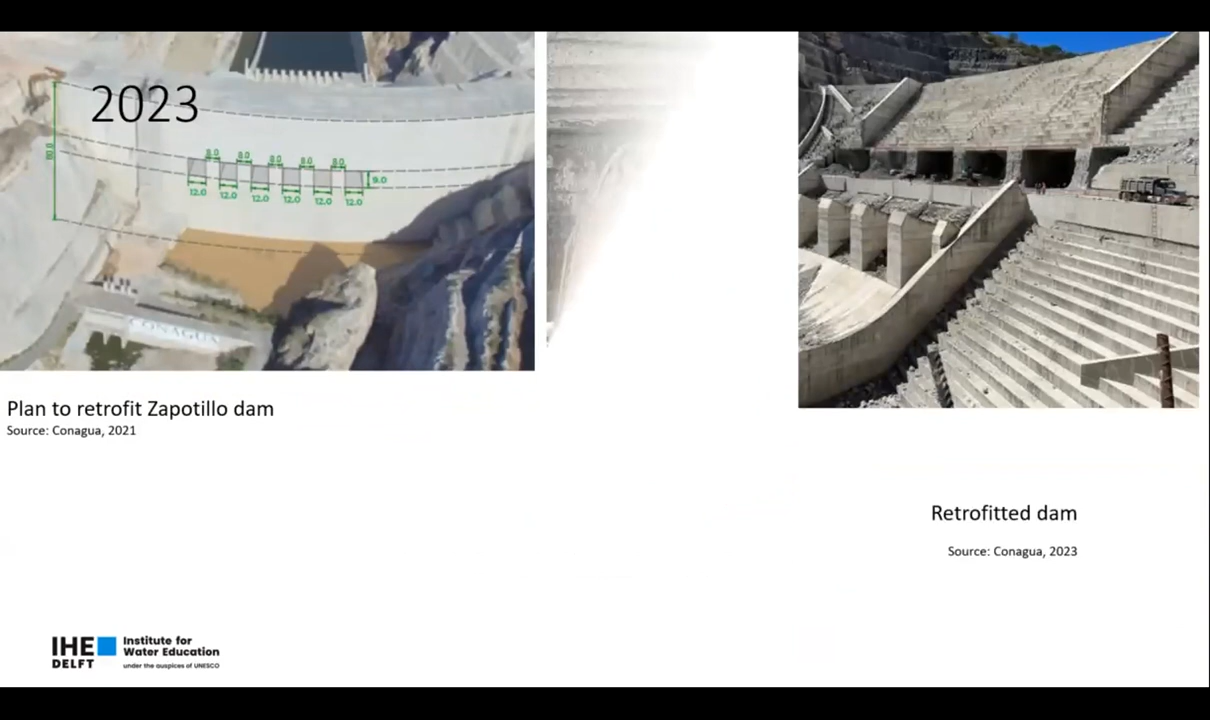 2023
80.0
8.0
8.0
8.0
8.0
8.0
9.0
12.0
12.0
12.0
12.0
12.0
12.0
CONAGUA
Plan to retrofit Zapotillo dam
Source: Conagua, 2021
Retrofitted dam
Source: Conagua, 2023
IHE
DELFT
Institute for
Water Education
under the auspices of UNESCO